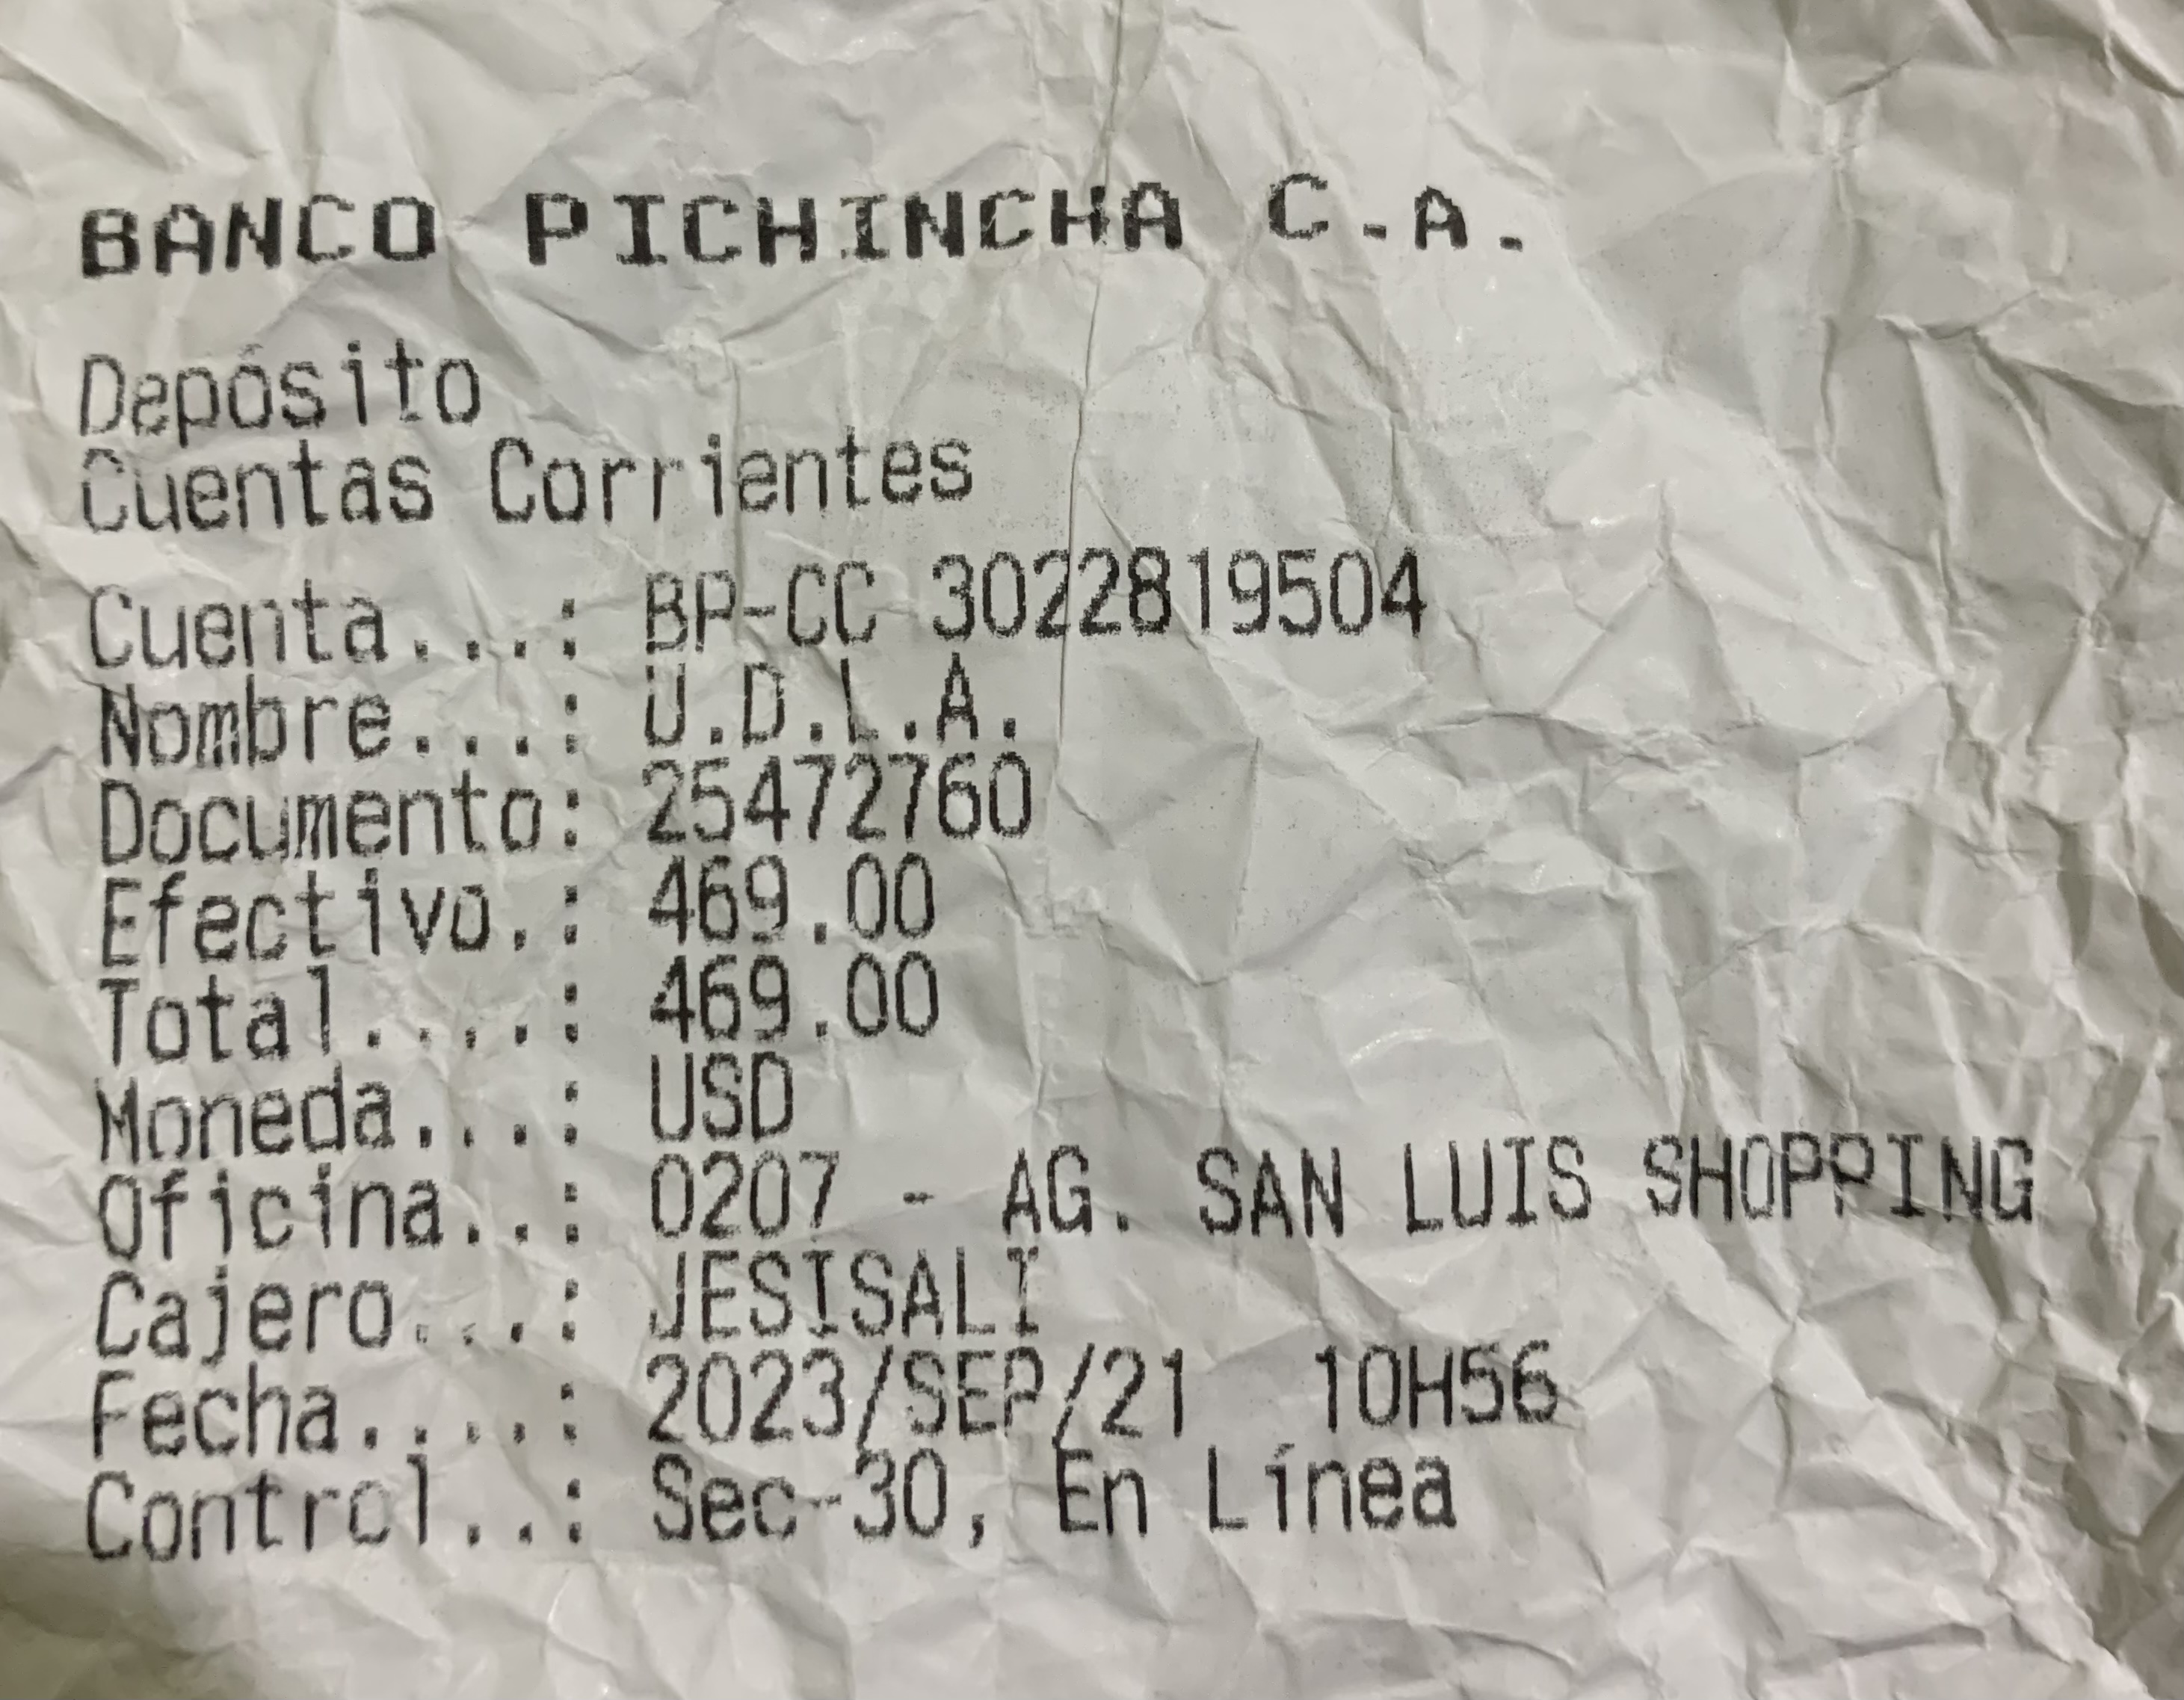 BANCO PICHINCHA C.A.
Depósito
Cuentas Corrientes
Cuenta...: BP-CC 3022819504
Nombre...: U.D.L.A.
Documento: 25472760
Efectivo.: 469.00
Total....: 469.00
Moneda...: USD
Oficina..: 0207 - AG. SAN LUIS SHOPPING
Cajero...: JESISALI
Fecha....: 2023/SEP/21 10H56
Control..: Sec-30, En Línea